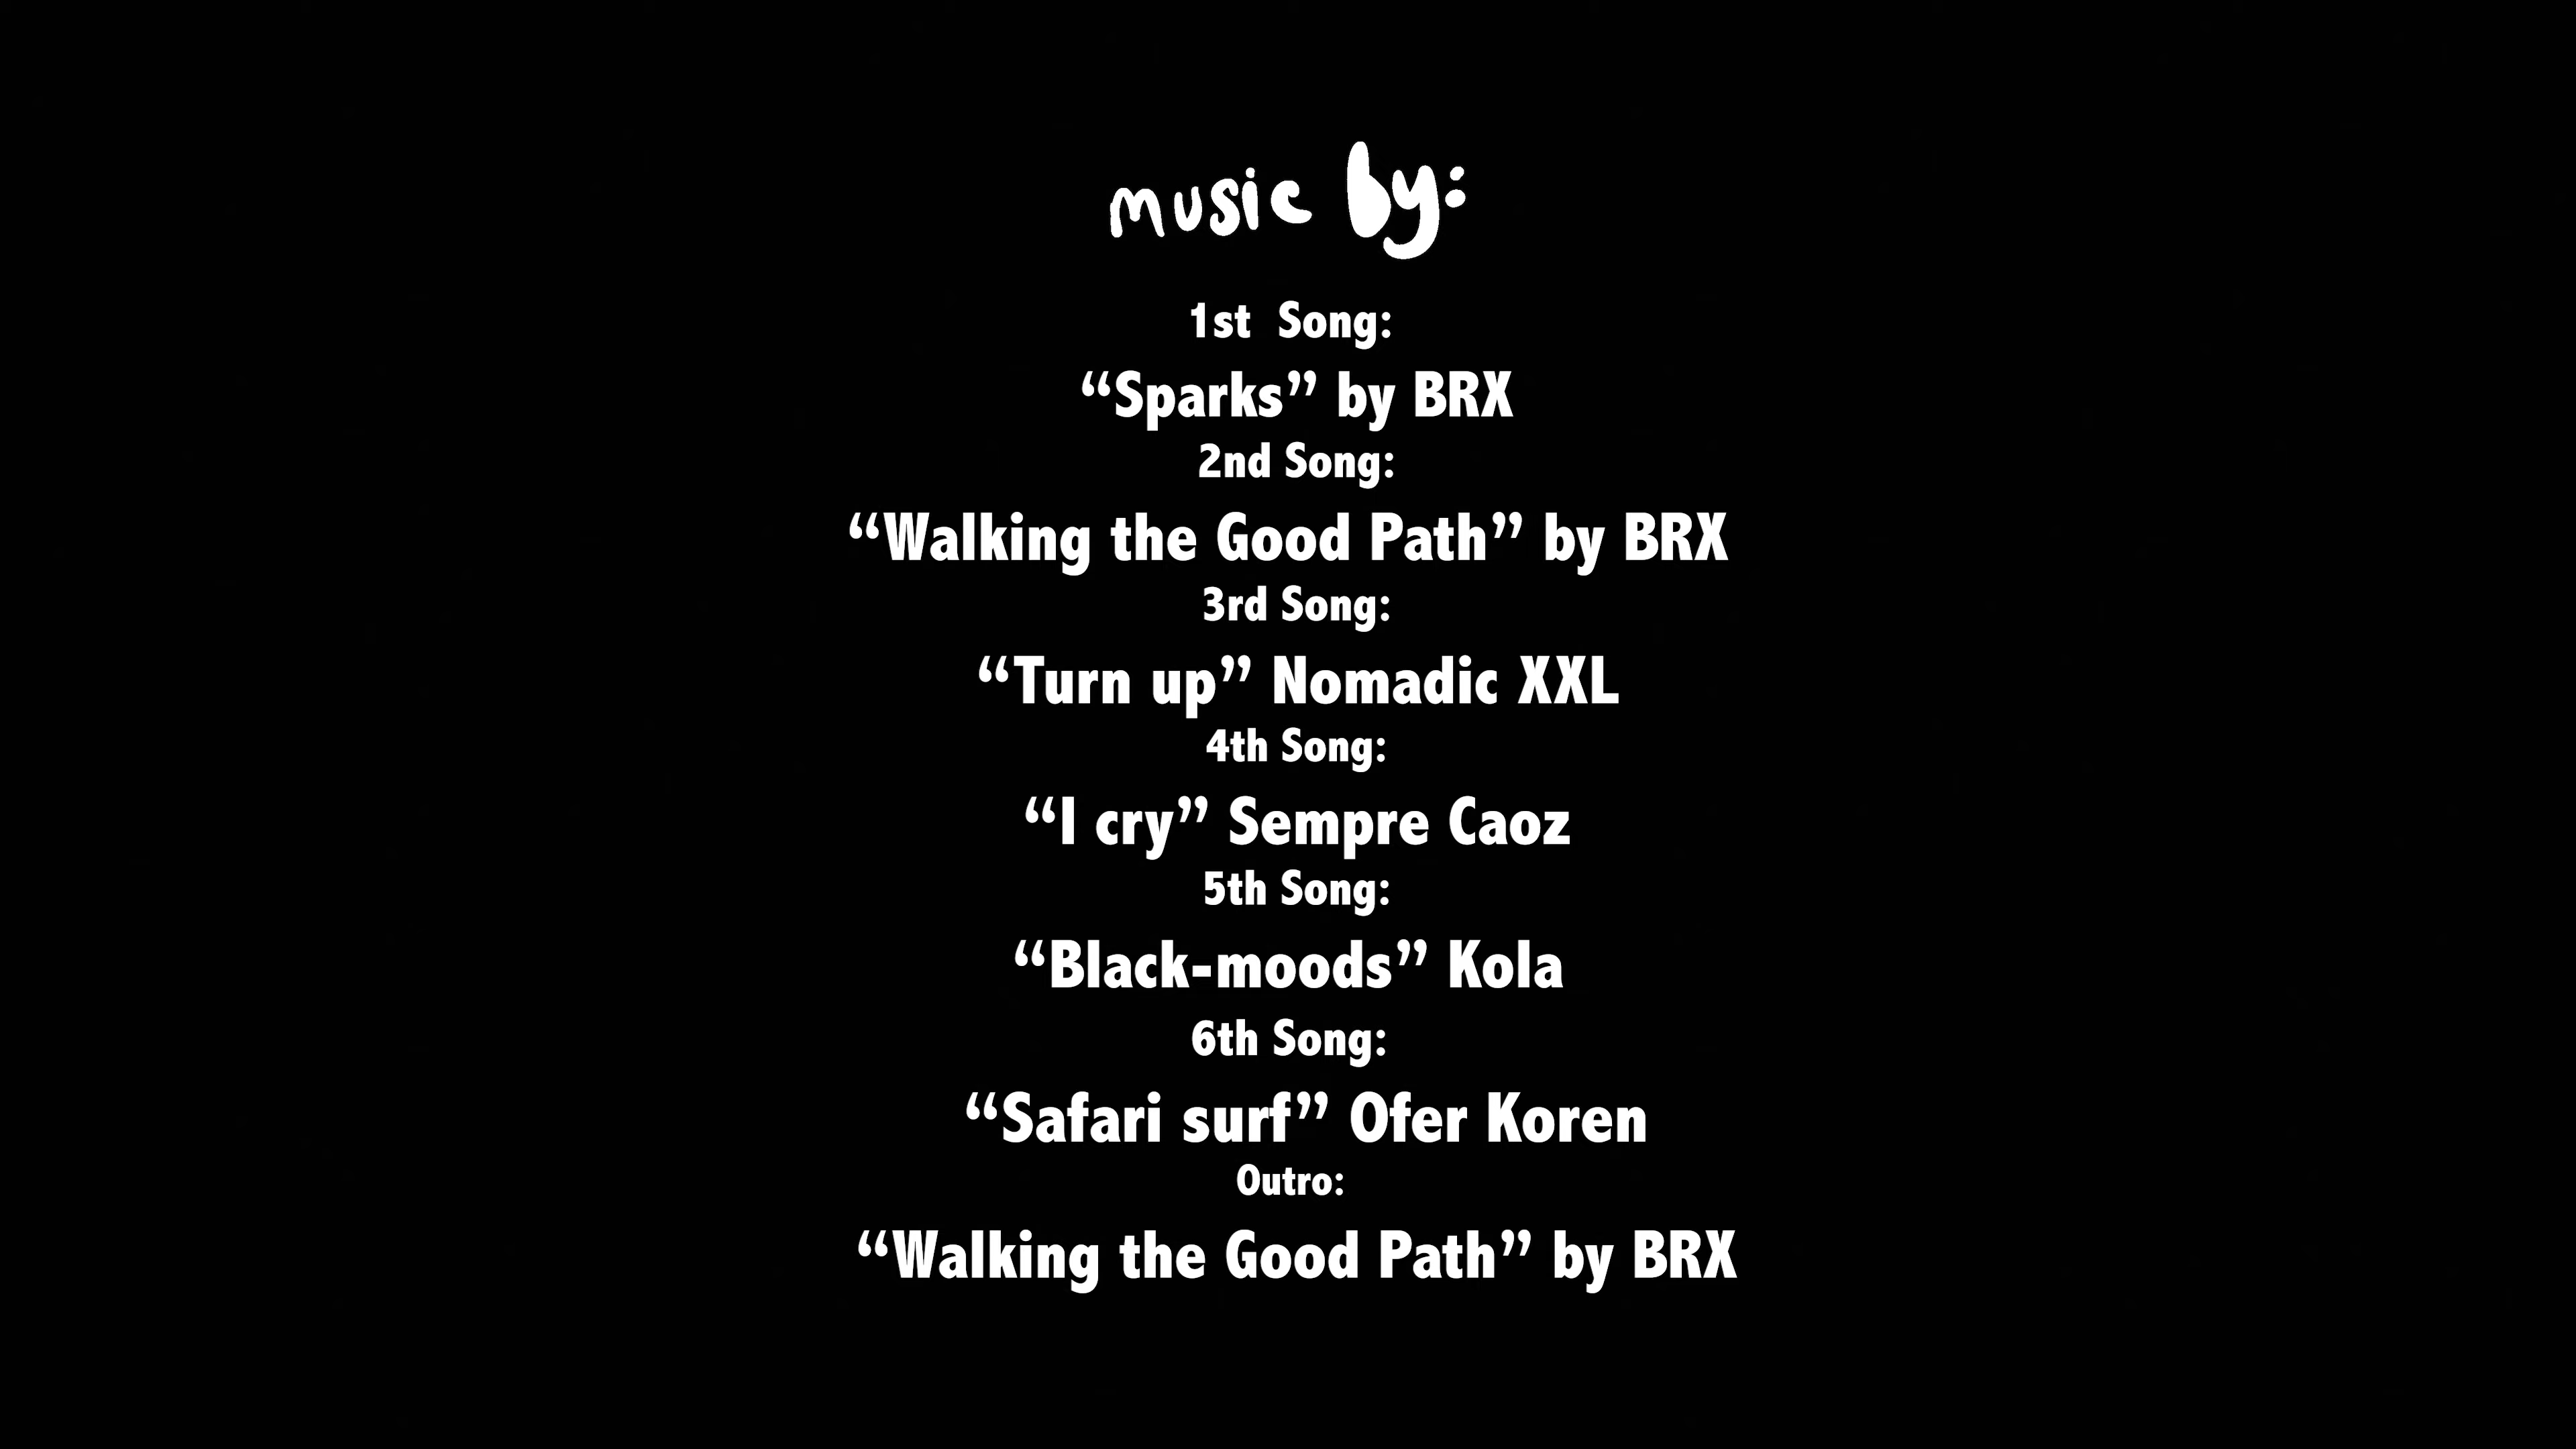 music by:
1st  Song:
“Sparks” by BRX
2nd Song:
“Walking the Good Path” by BRX
3rd Song:
“Turn up” Nomadic XXL
4th Song:
“I cry” Sempre Caoz
5th Song:
“Black-moods” Kola
6th Song:
“Safari surf” Ofer Koren
Outro:
“Walking the Good Path” by BRX